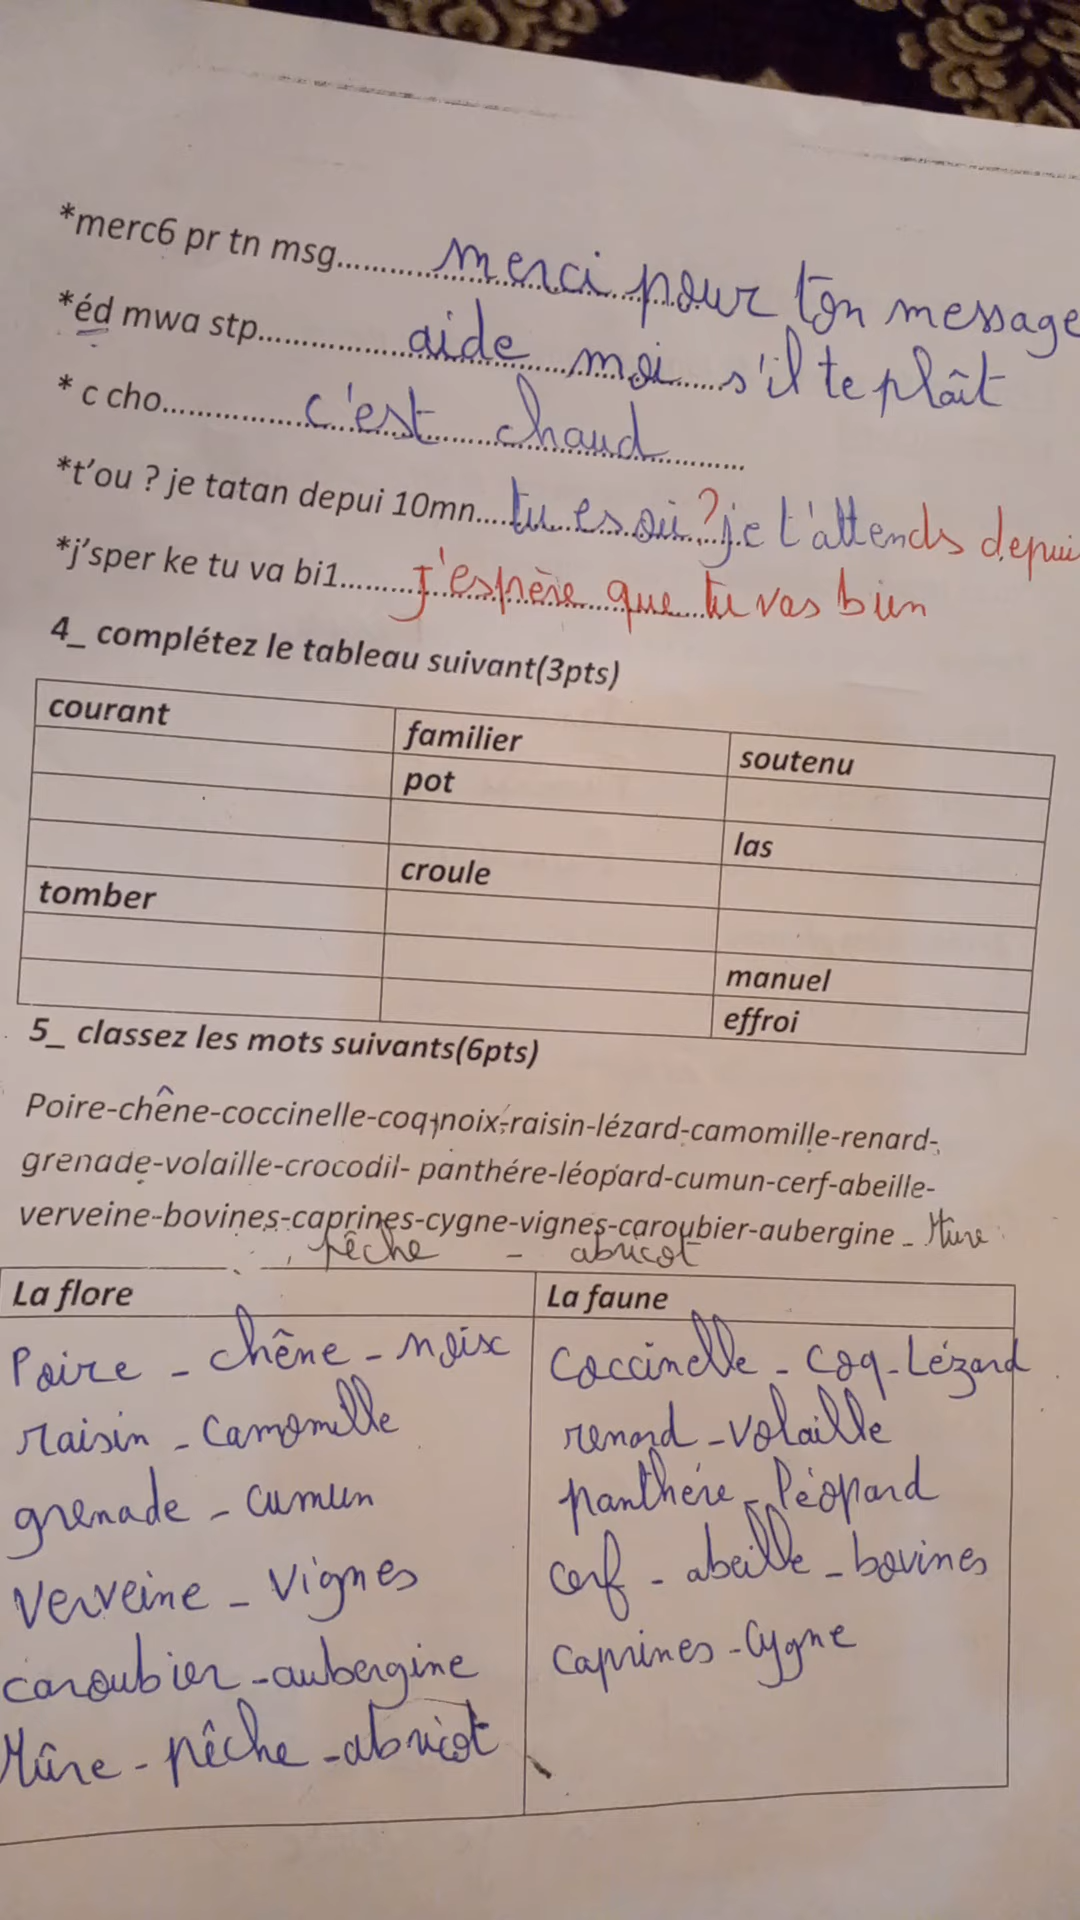 *merc6 pr tn msg.................merci pour ton message
*éd mwa stp..................aide moi s'il te plaît
* c cho..................c'est chaud............
*t'ou ? je tatan depui 10mn....tu es où ? je t'attends depui
*j'sper ke tu va bi1.........J'espère que tu vas bien
4_ complétez le tableau suivant(3pts)
courant familier soutenu
pot
las
croule
tomber
manuel
effroi
5_ classez les mots suivants(6pts)
Poire-chêne-coccinelle-coq-noix-raisin-lézard-camomille-renard-
grenade-volaille-crocodil- panthére-léopard-cumun-cerf-abeille-
verveine-bovines-caprines-cygne-vignes-caroubier-aubergine - Mure
pêche - abricot
La flore La faune
Poire - chêne - noix coccinelle - coq - Lézard
raisin - camomille renard - volaille
grenade - cumun panthére - léopard
verveine - vignes cerf - abeille - bovines
caroubier - aubergine caprines - cygne
Mûre - pêche - abricot